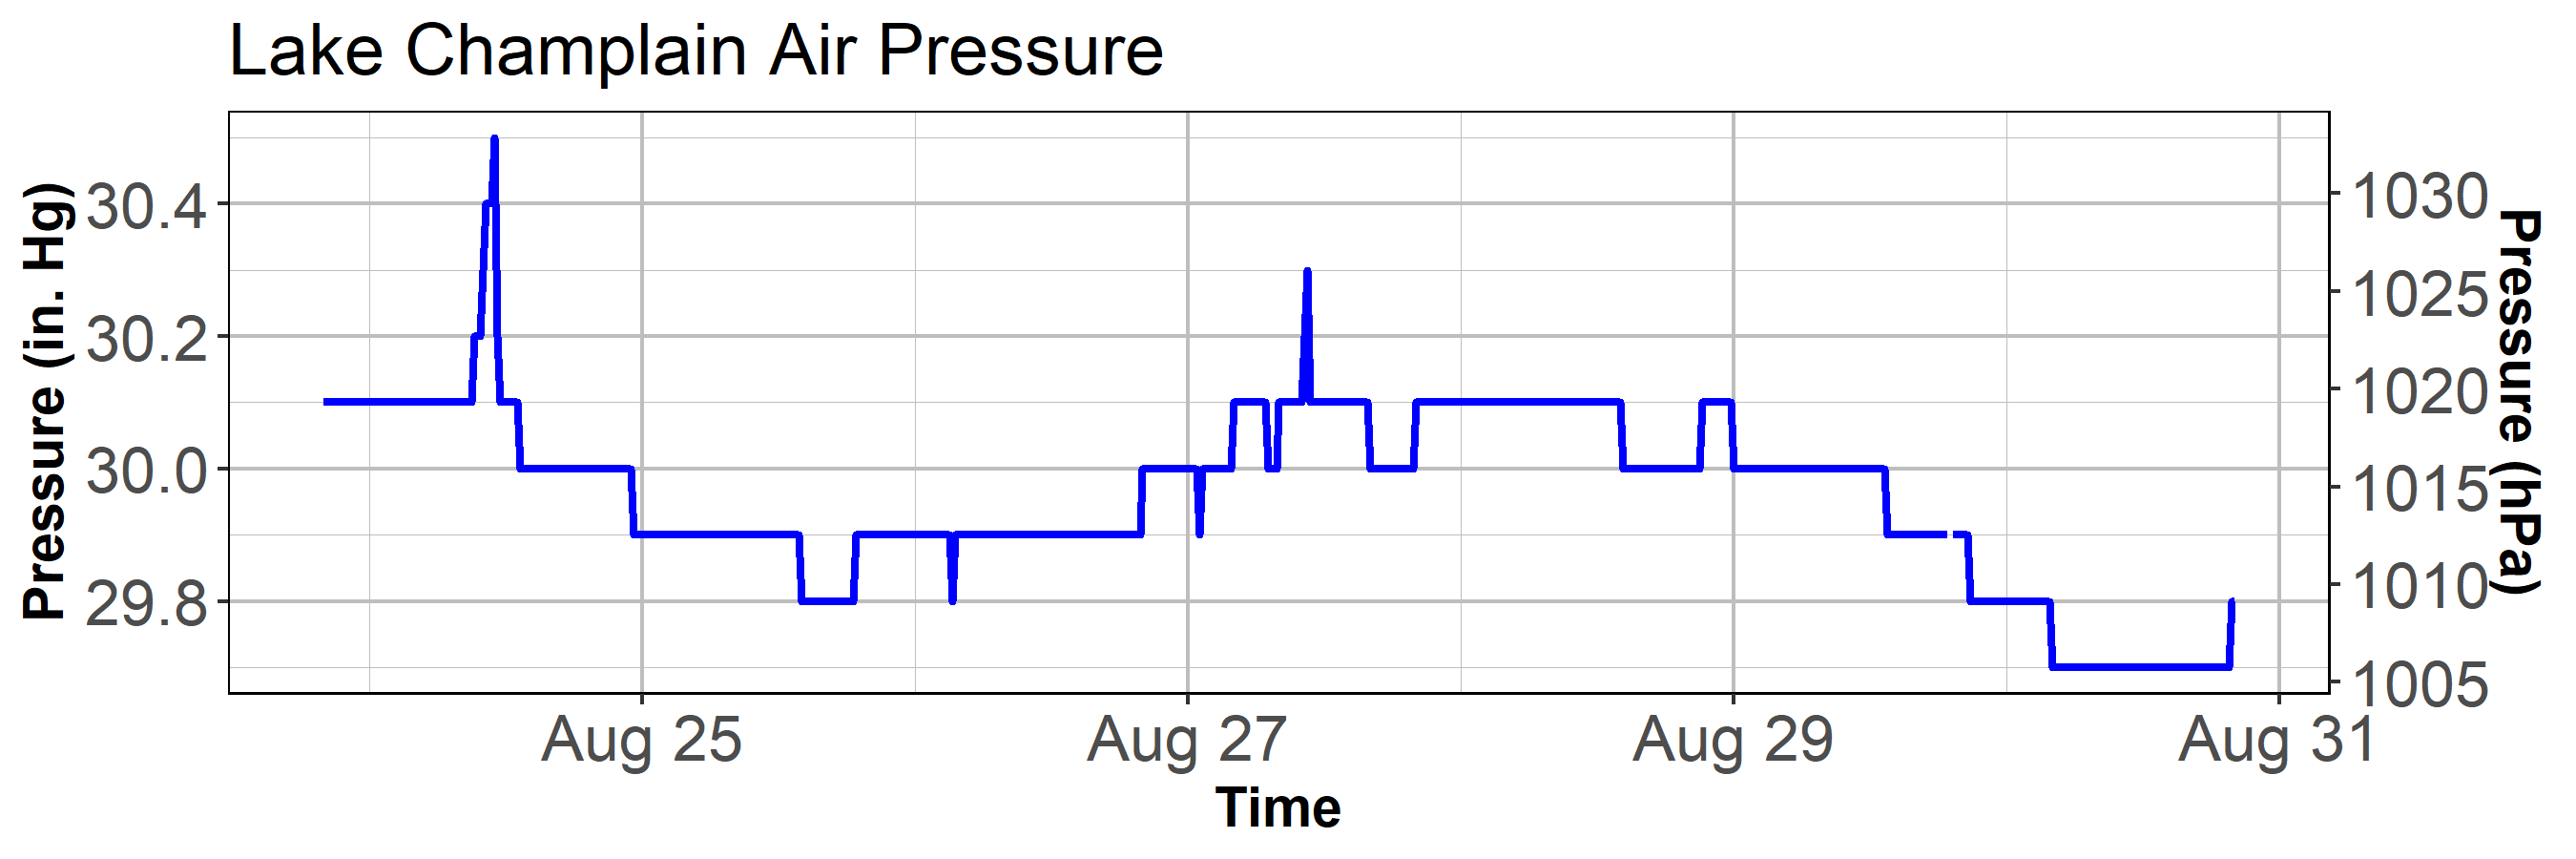 Lake Champlain Air Pressure
Pressure (in. Hg)
30.4
30.2
30.0
29.8
1030
1025
1020
1015
1010
1005
Pressure (hPa)
Aug 25 Aug 27 Aug 29 Aug 31
Time